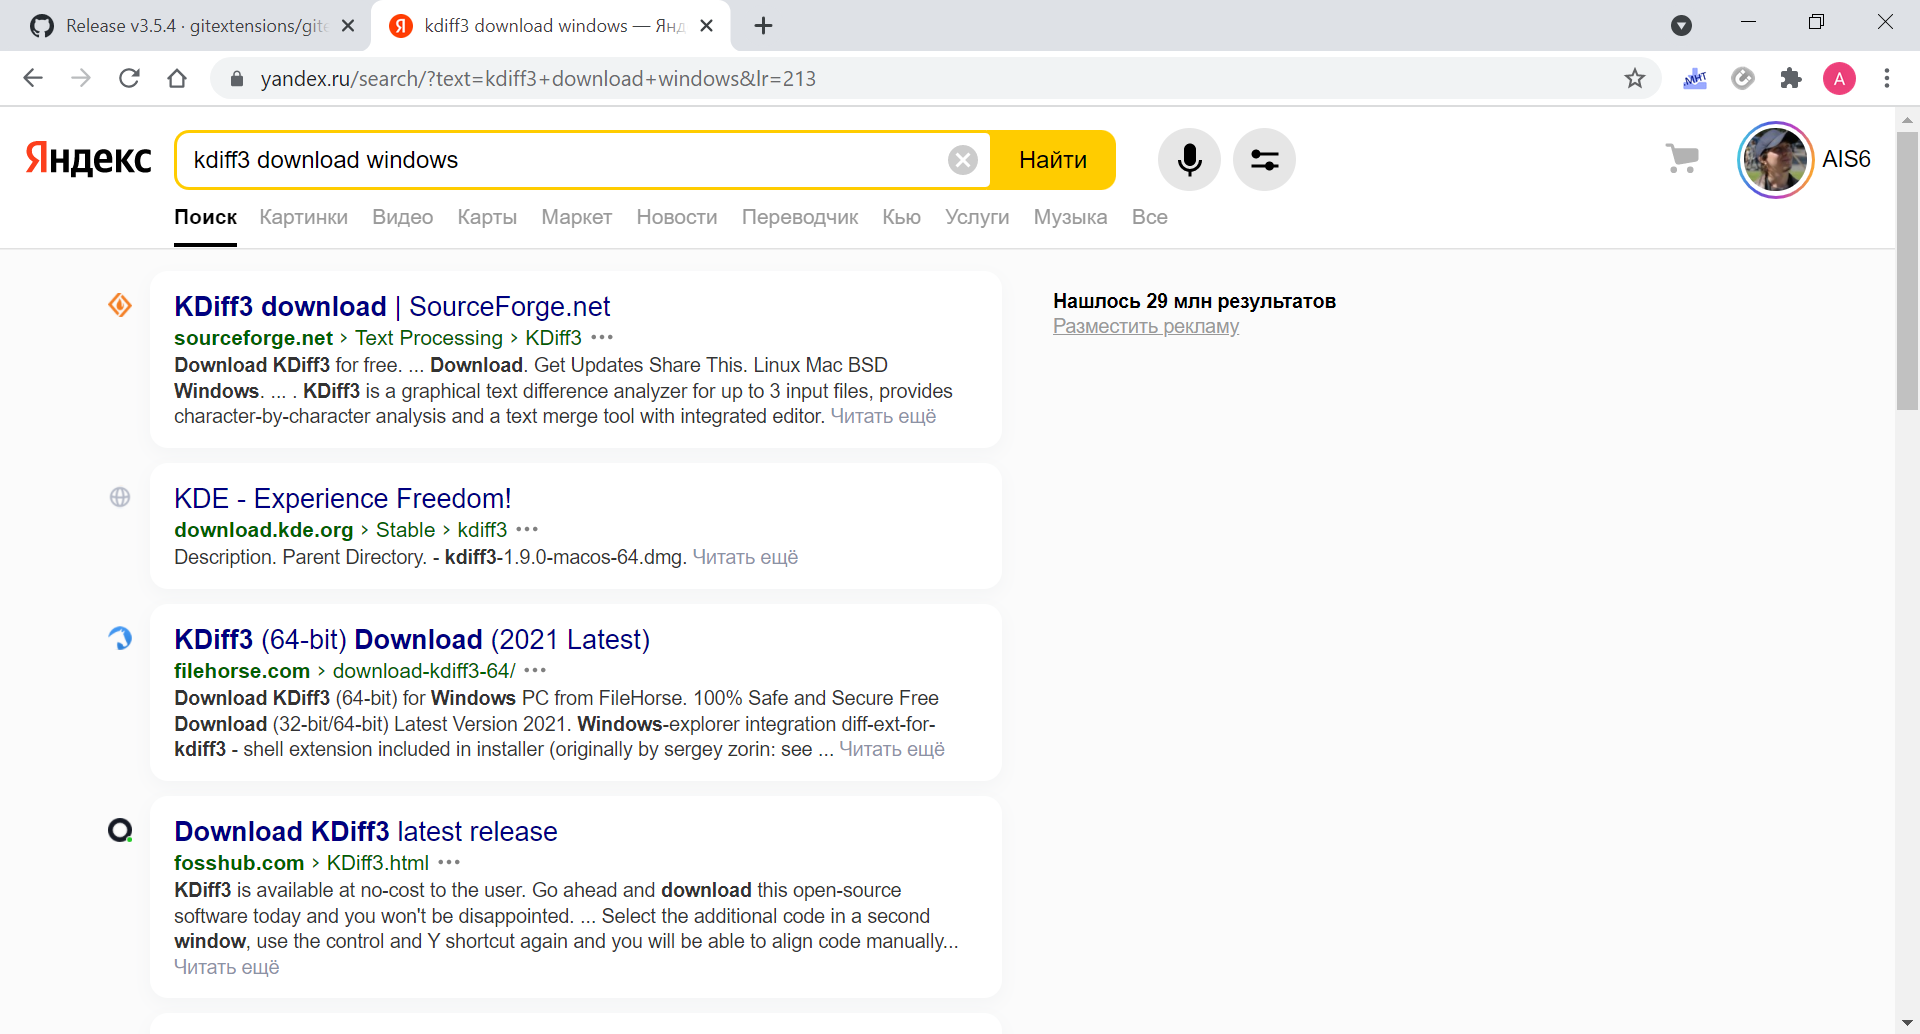 Release v3.5.4 · gitextensions/gite
kdiff3 download windows — Янд
yandex.ru/search/?text=kdiff3+download+windows&lr=213
MHT
A
Яндекс
kdiff3 download windows
Найти
AIS6
Поиск Картинки Видео Карты Маркет Новости Переводчик Кью Услуги Музыка Все
KDiff3 download | SourceForge.net
sourceforge.net › Text Processing › KDiff3
Download KDiff3 for free. ... Download. Get Updates Share This. Linux Mac BSD
Windows. ... . KDiff3 is a graphical text difference analyzer for up to 3 input files, provides
character-by-character analysis and a text merge tool with integrated editor. Читать ещё
Нашлось 29 млн результатов
Разместить рекламу
KDE - Experience Freedom!
download.kde.org › Stable › kdiff3
Description. Parent Directory. - kdiff3-1.9.0-macos-64.dmg. Читать ещё
KDiff3 (64-bit) Download (2021 Latest)
filehorse.com › download-kdiff3-64/
Download KDiff3 (64-bit) for Windows PC from FileHorse. 100% Safe and Secure Free
Download (32-bit/64-bit) Latest Version 2021. Windows-explorer integration diff-ext-for-
kdiff3 - shell extension included in installer (originally by sergey zorin: see ... Читать ещё
Download KDiff3 latest release
fosshub.com › KDiff3.html
KDiff3 is available at no-cost to the user. Go ahead and download this open-source
software today and you won't be disappointed. ... Select the additional code in a second
window, use the control and Y shortcut again and you will be able to align code manually...
Читать ещё